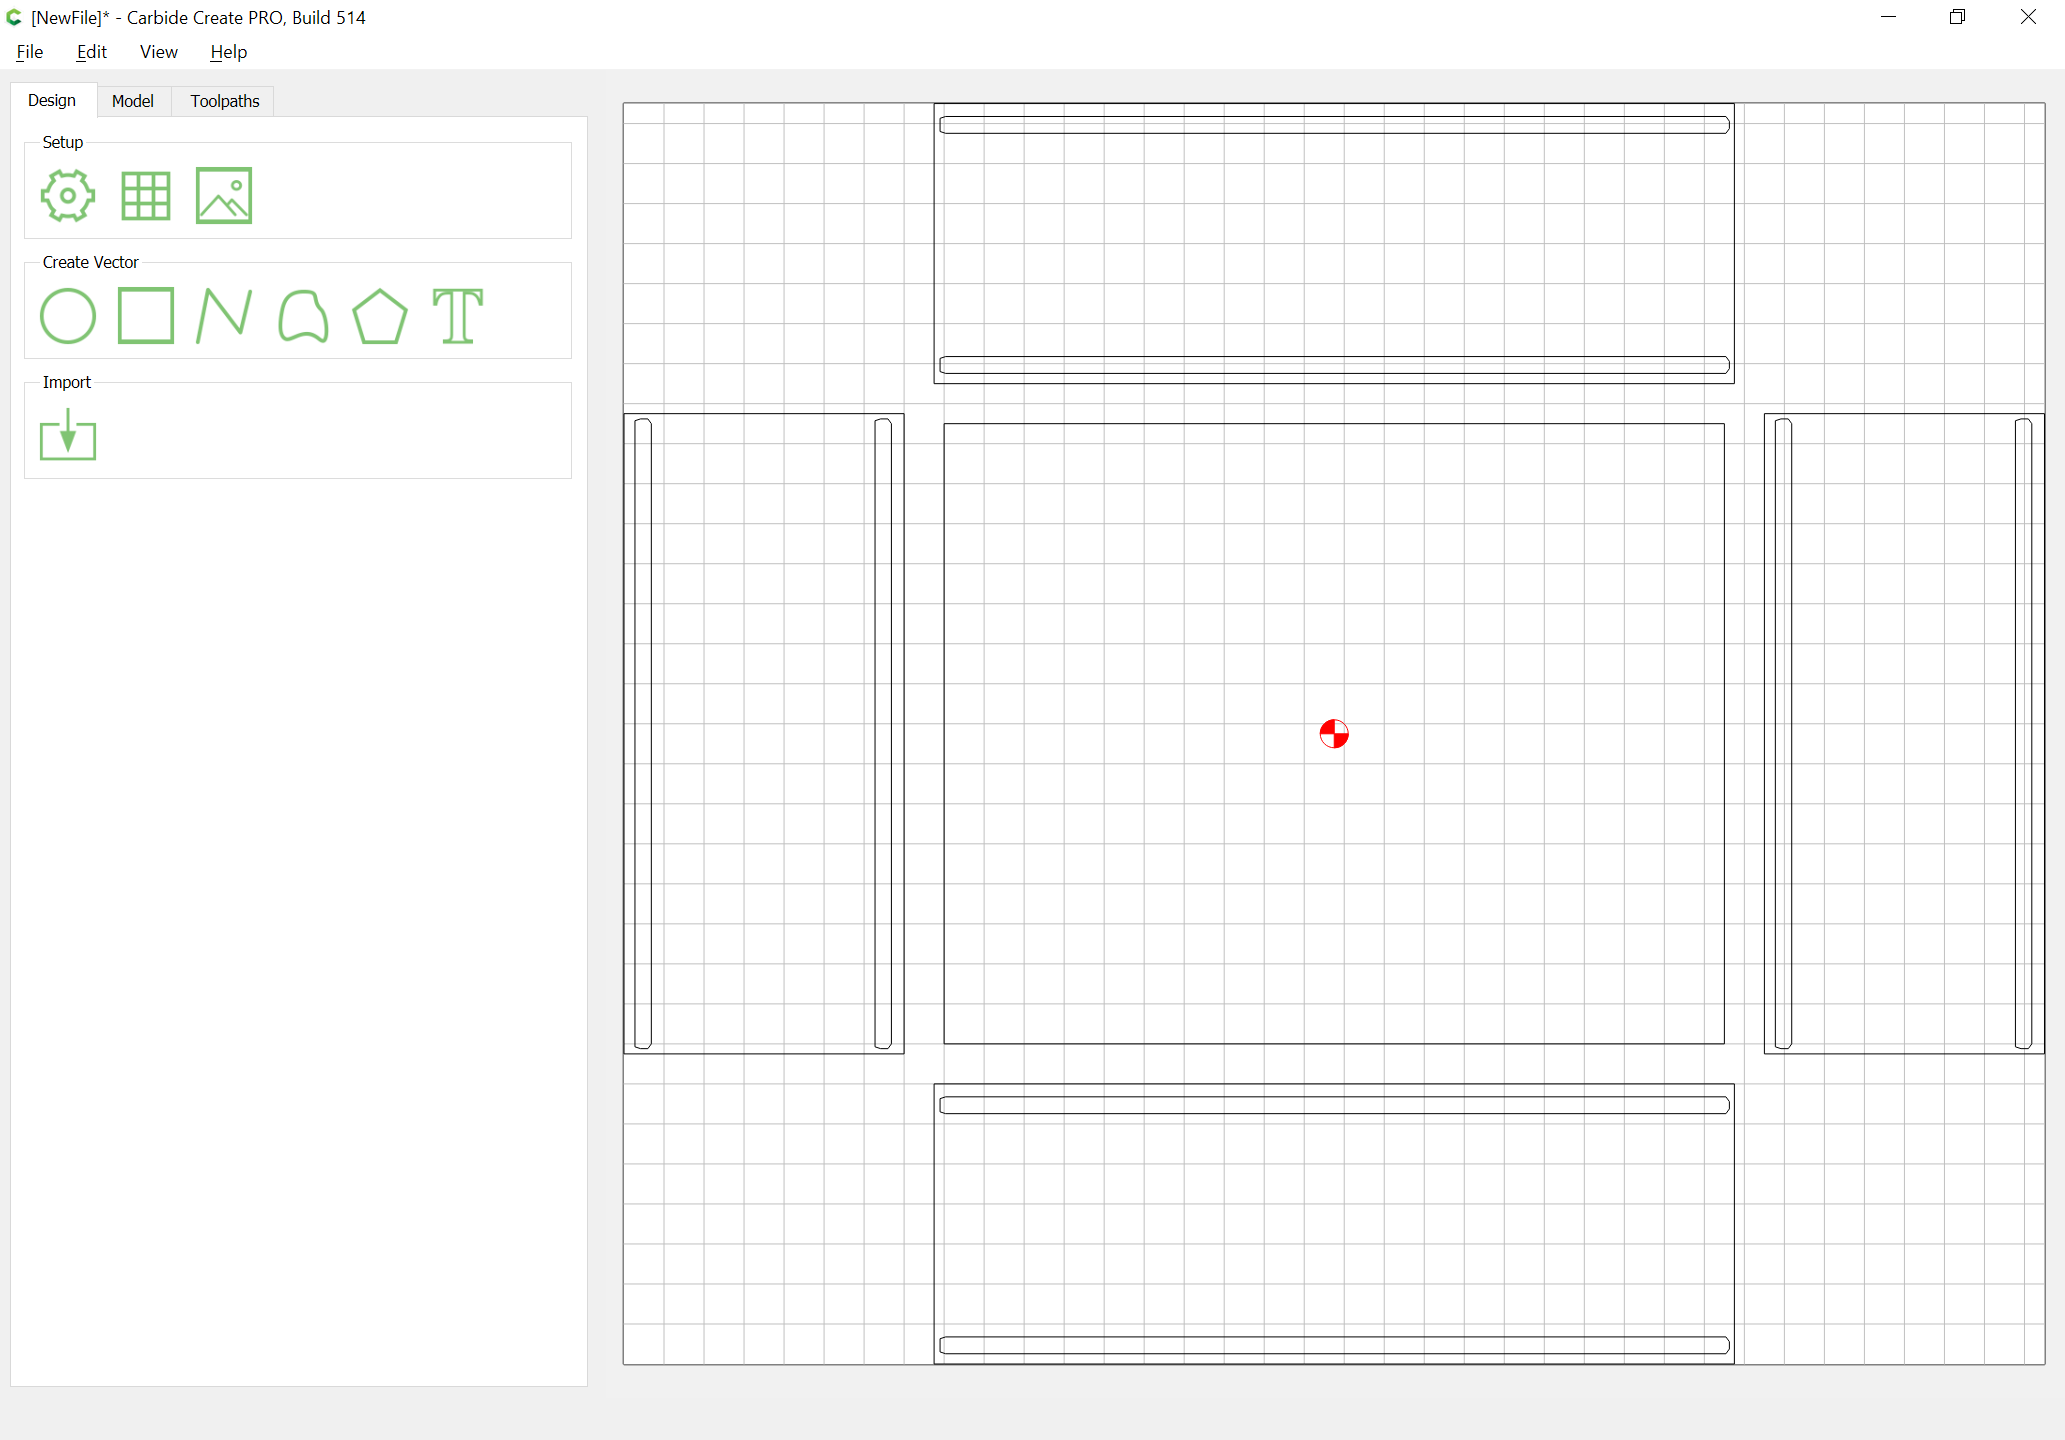 [NewFile]* - Carbide Create PRO, Build 514
File Edit View Help
Design Model Toolpaths
Setup
Create Vector
Import